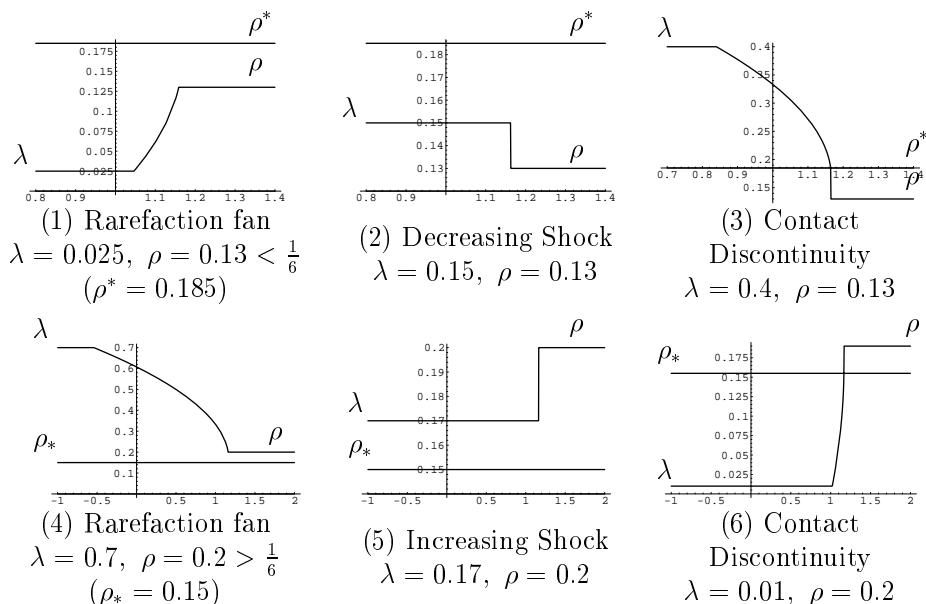 ρ*
0.175
0.15
ρ
0.125
0.1
0.075
0.05
λ
0.025
0.8 0.9 1.1 1.2 1.3 1.4
(1) Rarefaction fan
λ = 0.025, ρ = 0.13 < 1/6
(ρ* = 0.185)
ρ*
0.18
0.17
0.16
λ
0.15
0.14
ρ
0.13
0.8 0.9 1.1 1.2 1.3 1.4
(2) Decreasing Shock
λ = 0.15, ρ = 0.13
λ
0.4
0.35
0.3
0.25
0.2
ρ*
0.7 0.8 0.9 1.1 1.2 1.3 1.4
ρ
0.15
(3) Contact
Discontinuity
λ = 0.4, ρ = 0.13
λ
0.7
0.6
0.5
0.4
0.3
ρ
ρ*
0.2
0.1
-1 -0.5 0.5 1 1.5 2
(4) Rarefaction fan
λ = 0.7, ρ = 0.2 > 1/6
(ρ* = 0.15)
ρ
0.2
0.19
0.18
λ
0.17
0.16
ρ*
0.15
-1 -0.5 0.5 1 1.5 2
(5) Increasing Shock
λ = 0.17, ρ = 0.2
ρ
ρ*
0.175
0.15
0.125
0.1
0.075
0.05
λ
0.025
-1 -0.5 0.5 1 1.5 2
(6) Contact
Discontinuity
λ = 0.01, ρ = 0.2